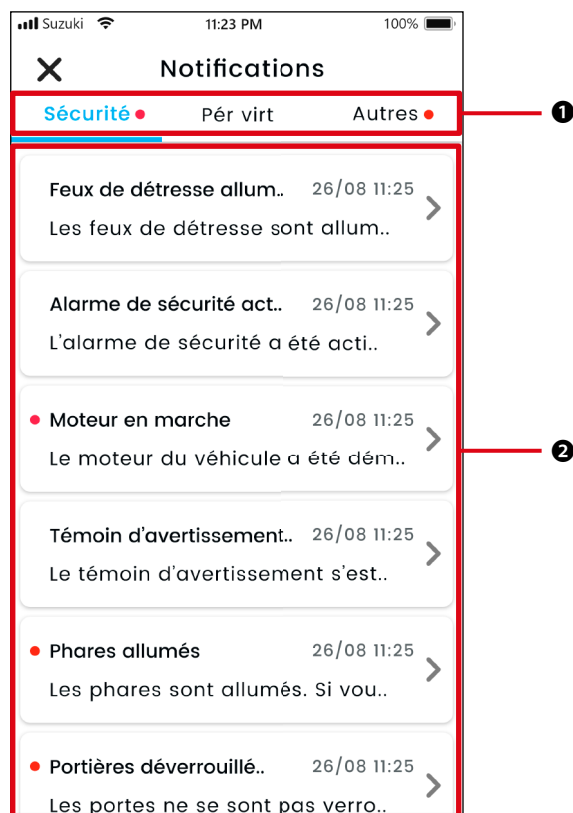 Suzuki 11:23 PM 100%
Notifications
Sécurité Pér virt Autres
❶
Feux de détresse allum.. 26/08 11:25
Les feux de détresse sont allum..
Alarme de sécurité act.. 26/08 11:25
L'alarme de sécurité a été acti..
Moteur en marche 26/08 11:25
Le moteur du véhicule a été dém..
❷
Témoin d'avertissement.. 26/08 11:25
Le témoin d'avertissement s'est..
Phares allumés 26/08 11:25
Les phares sont allumés. Si vou..
Portières déverrouillé.. 26/08 11:25
Les portes ne se sont pas verro..